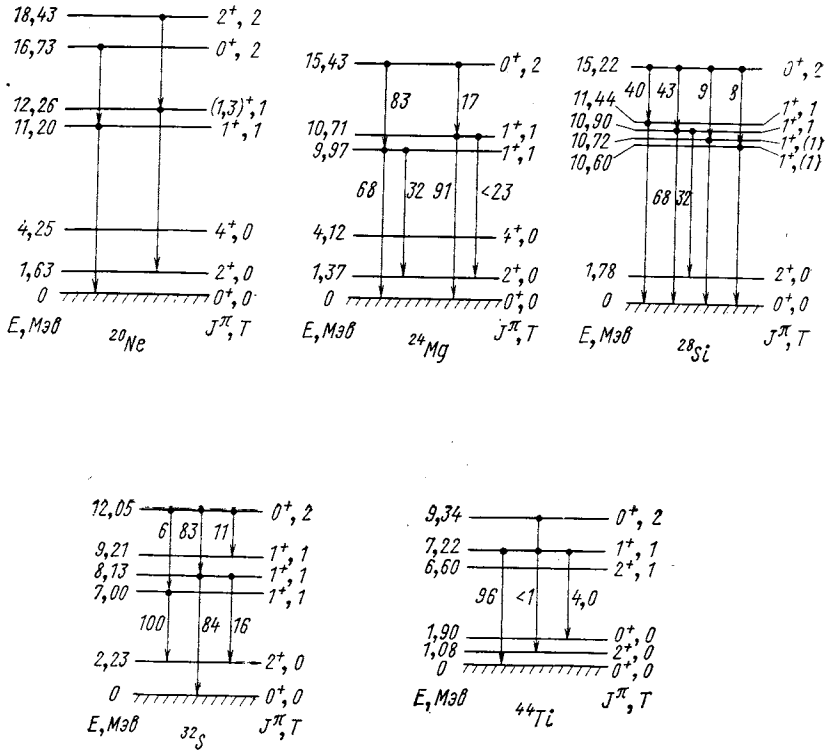 18,43 2⁺, 2
16,73 0⁺, 2
12,26 (1,3)⁺, 1
11,20 1⁺, 1
4,25 4⁺, 0
1,63 2⁺, 0
0 0⁺, 0
E, Мэв ²⁰Ne Jᵖⁱ, T
15,43 0⁺, 2
83 17
10,71 1⁺, 1
9,97 1⁺, 1
68 32 91 <23
4,12 4⁺, 0
1,37 2⁺, 0
0 0⁺, 0
E, Мэв ²⁴Mg J^π, T
15,22 0⁺, 2
40 43 9 8
11,44 1⁺, 1
10,90 1⁺, 1
10,72 1⁺, (1)
10,60 1⁺, (1)
68 32
1,78 2⁺, 0
0 0⁺, 0
E, Мэв ²⁸Si J^π, T
12,05 0⁺, 2
6 83 11
9,21 1⁺, 1
8,13 1⁺, 1
7,00 1⁺, 1
100 84 16
2,23 2⁺, 0
0 0⁺, 0
E, Мэв ³²S J^π, T
9,34 0⁺, 2
7,22 1⁺, 1
6,60 2⁺, 1
96 <1 4,0
1,90 0⁺, 0
1,08 2⁺, 0
0 0⁺, 0
E, Мэв ⁴⁴Ti J^π, T